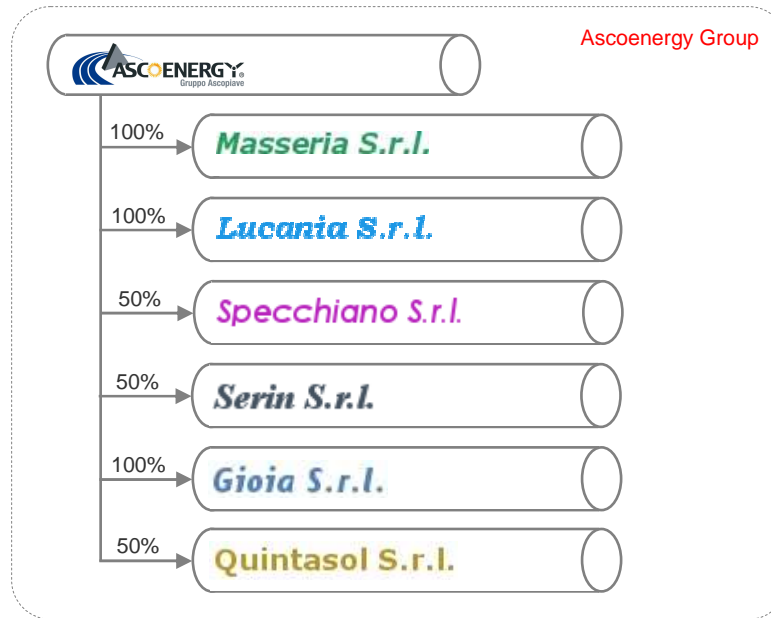 Ascoenergy Group
ASCOENERGY®
Gruppo Ascopiave
100%
Masseria S.r.l.
100%
Lucania S.r.l.
50%
Specchiano S.r.l.
50%
Serin S.r.l.
100%
Gioia S.r.l.
50%
Quintasol S.r.l.